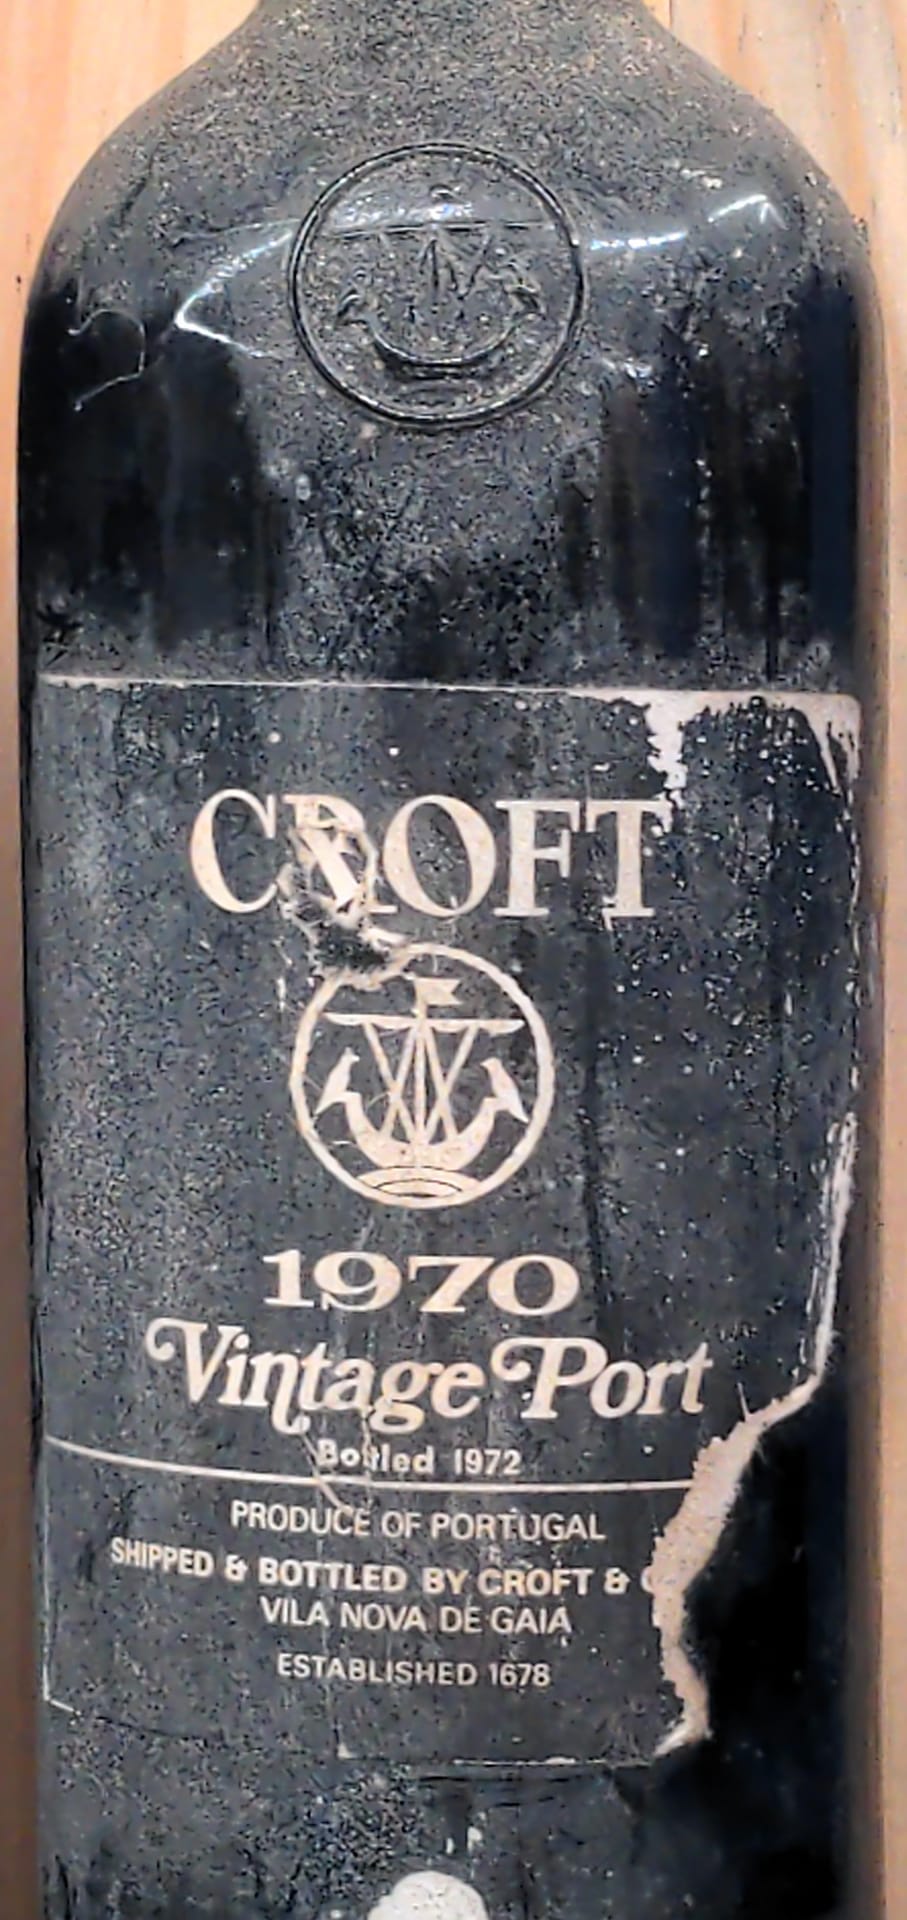 CROFT
1970
Vintage Port
Bottled 1972
PRODUCE OF PORTUGAL
SHIPPED & BOTTLED BY CROFT &
VILA NOVA DE GAIA
ESTABLISHED 1678